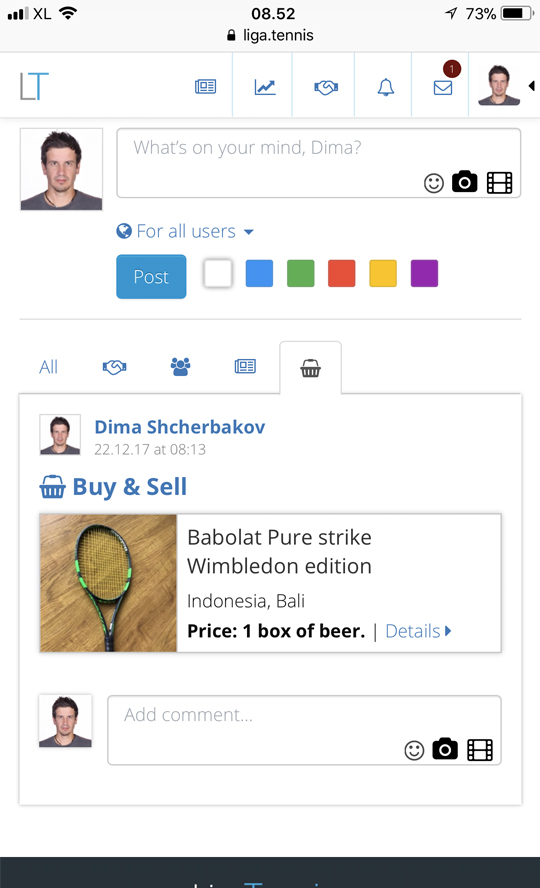 XL 08.52 73%
liga.tennis
LT 1
What's on your mind, Dima?
For all users
Post
All
Dima Shcherbakov
22.12.17 at 08:13
Buy & Sell
Babolat Pure strike
Wimbledon edition
Indonesia, Bali
Price: 1 box of beer. | Details
Add comment...